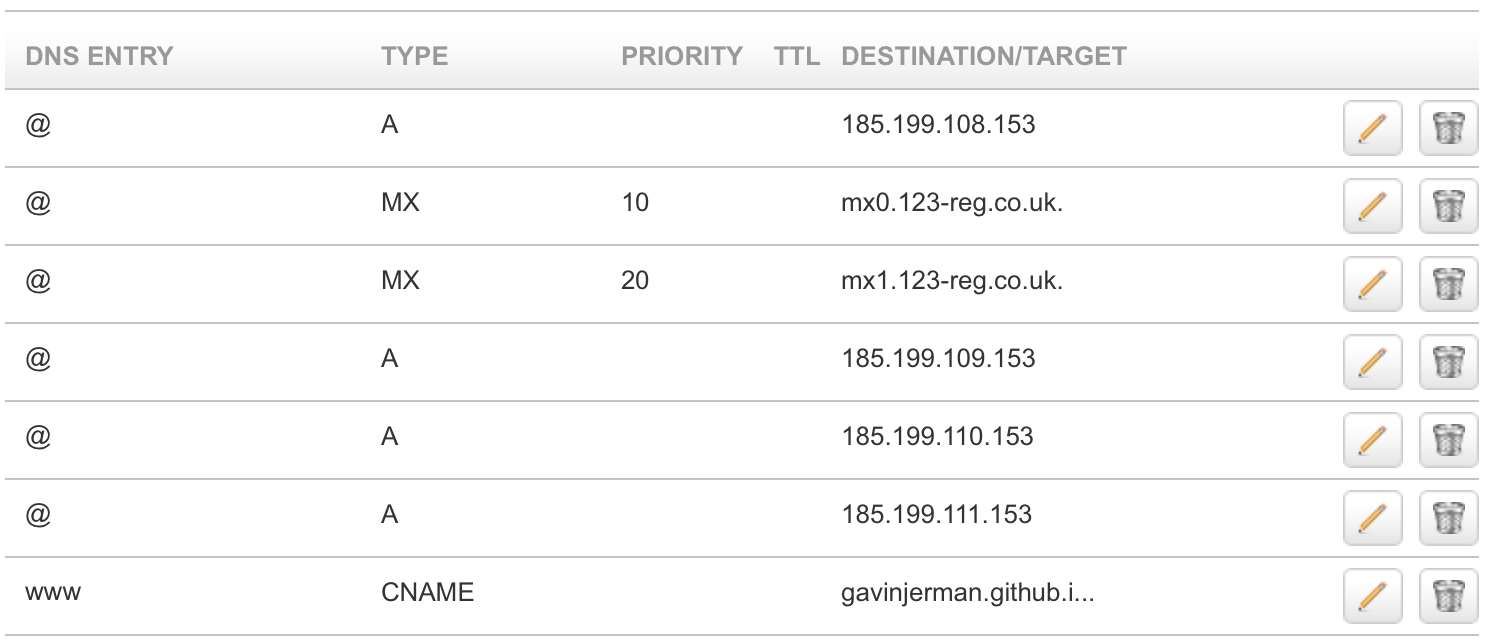 DNS ENTRY TYPE PRIORITY TTL DESTINATION/TARGET
@ A 185.199.108.153
@ MX 10 mx0.123-reg.co.uk.
@ MX 20 mx1.123-reg.co.uk.
@ A 185.199.109.153
@ A 185.199.110.153
@ A 185.199.111.153
www CNAME gavinjerman.github.i...